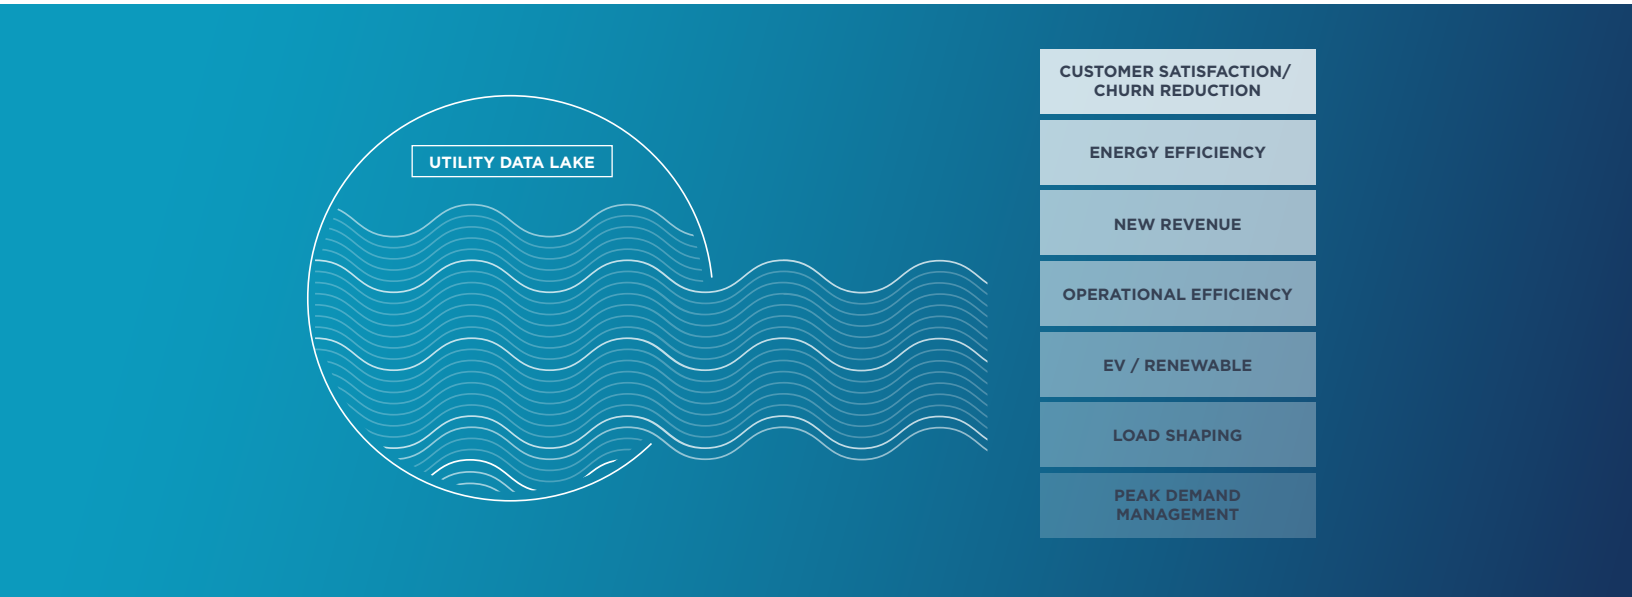 UTILITY DATA LAKE
CUSTOMER SATISFACTION/
CHURN REDUCTION
ENERGY EFFICIENCY
NEW REVENUE
OPERATIONAL EFFICIENCY
EV / RENEWABLE
LOAD SHAPING
PEAK DEMAND
MANAGEMENT